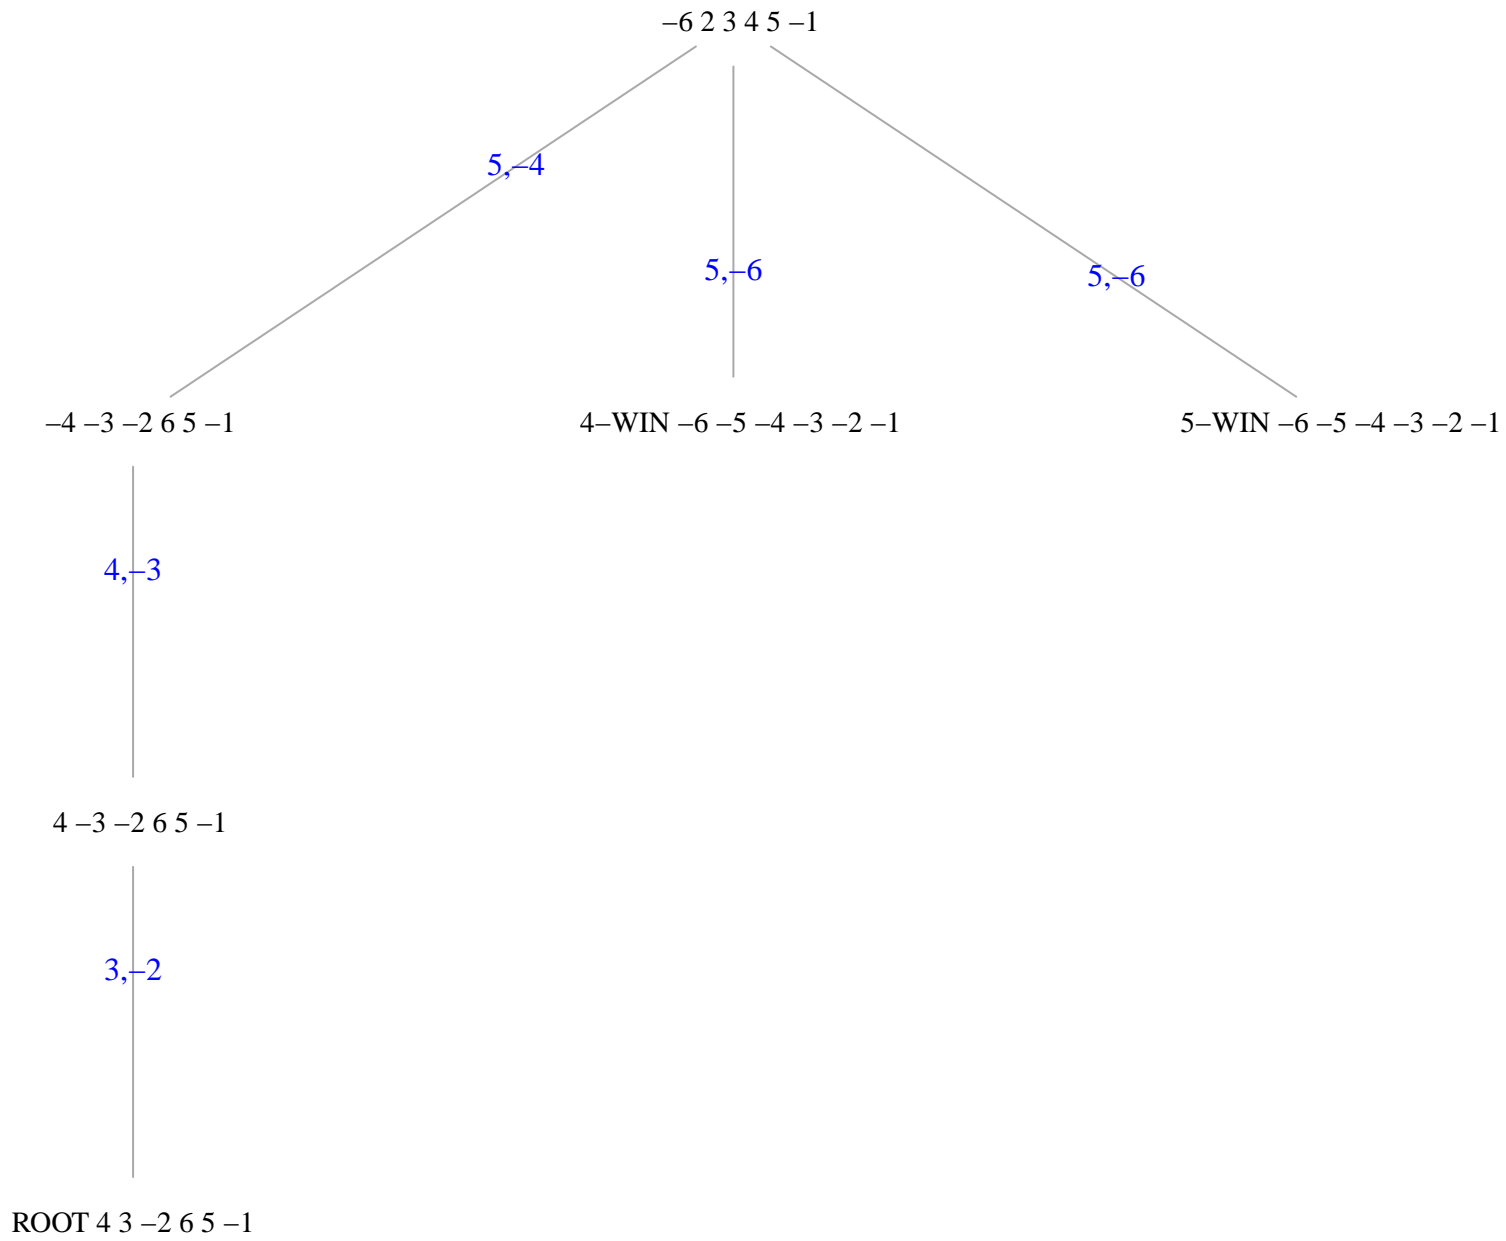 –6 2 3 4 5 –1
5,–4
5,–6
5,–6
–4 –3 –2 6 5 –1
4–WIN –6 –5 –4 –3 –2 –1
5–WIN –6 –5 –4 –3 –2 –1
4,–3
4 –3 –2 6 5 –1
3,–2
ROOT 4 3 –2 6 5 –1